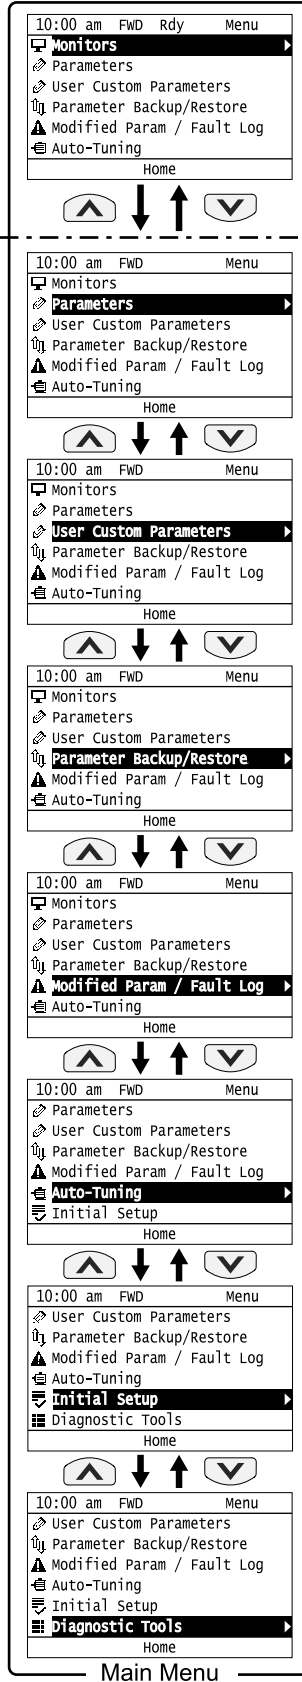 10:00 am FWD Rdy Menu
Monitors
Parameters
User Custom Parameters
Parameter Backup/Restore
Modified Param / Fault Log
Auto-Tuning
Home
10:00 am FWD Menu
Monitors
Parameters
User Custom Parameters
Parameter Backup/Restore
Modified Param / Fault Log
Auto-Tuning
Home
10:00 am FWD Menu
Monitors
Parameters
User Custom Parameters
Parameter Backup/Restore
Modified Param / Fault Log
Auto-Tuning
Home
10:00 am FWD Menu
Monitors
Parameters
User Custom Parameters
Parameter Backup/Restore
Modified Param / Fault Log
Auto-Tuning
Home
10:00 am FWD Menu
Monitors
Parameters
User Custom Parameters
Parameter Backup/Restore
Modified Param / Fault Log
Auto-Tuning
Home
10:00 am FWD Menu
Parameters
User Custom Parameters
Parameter Backup/Restore
Modified Param / Fault Log
Auto-Tuning
Initial Setup
Home
10:00 am FWD Menu
User Custom Parameters
Parameter Backup/Restore
Modified Param / Fault Log
Auto-Tuning
Initial Setup
Diagnostic Tools
Home
10:00 am FWD Menu
User Custom Parameters
Parameter Backup/Restore
Modified Param / Fault Log
Auto-Tuning
Initial Setup
Diagnostic Tools
Home
Main Menu